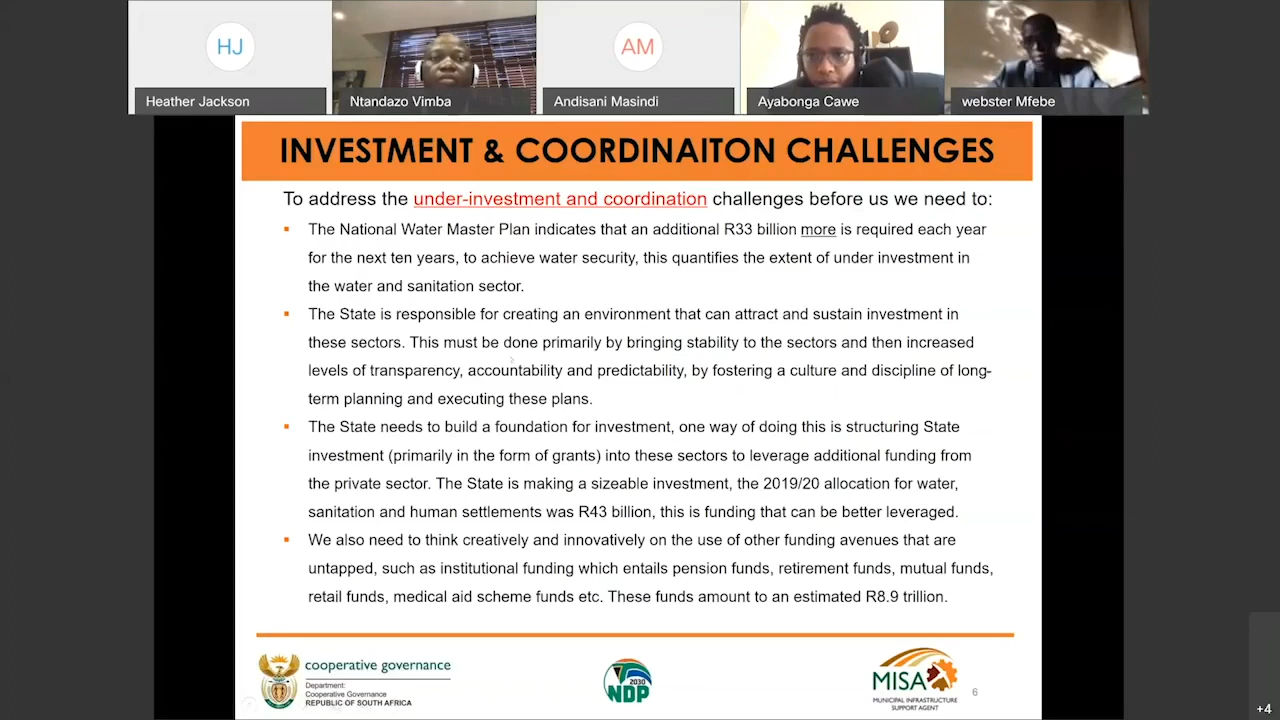 HJ
Heather Jackson
Ntandazo Vimba
AM
Andisani Masindi
Ayabonga Cawe
webster Mfebe
INVESTMENT & COORDINAITON CHALLENGES
To address the under-investment and coordination challenges before us we need to:
The National Water Master Plan indicates that an additional R33 billion more is required each year
for the next ten years, to achieve water security, this quantifies the extent of under investment in
the water and sanitation sector.
The State is responsible for creating an environment that can attract and sustain investment in
these sectors. This must be done primarily by bringing stability to the sectors and then increased
levels of transparency, accountability and predictability, by fostering a culture and discipline of long-
term planning and executing these plans.
The State needs to build a foundation for investment, one way of doing this is structuring State
investment (primarily in the form of grants) into these sectors to leverage additional funding from
the private sector. The State is making a sizeable investment, the 2019/20 allocation for water,
sanitation and human settlements was R43 billion, this is funding that can be better leveraged.
We also need to think creatively and innovatively on the use of other funding avenues that are
untapped, such as institutional funding which entails pension funds, retirement funds, mutual funds,
retail funds, medical aid scheme funds etc. These funds amount to an estimated R8.9 trillion.
cooperative governance
Department:
Cooperative Governance
REPUBLIC OF SOUTH AFRICA
2030
NDP
MISA
MUNICIPAL INFRASTRUCTURE
SUPPORT AGENT
6
+4